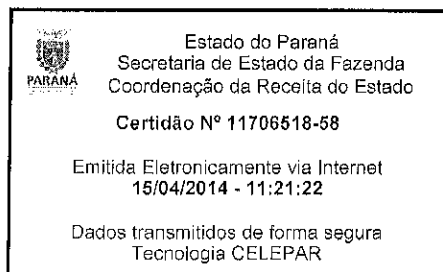 Estado do Paraná
Secretaria de Estado da Fazenda
PARANÁ
Coordenação da Receita do Estado
Certidão Nº 11706518-58
Emitida Eletronicamente via Internet
15/04/2014 - 11:21:22
Dados transmitidos de forma segura
Tecnologia CELEPAR